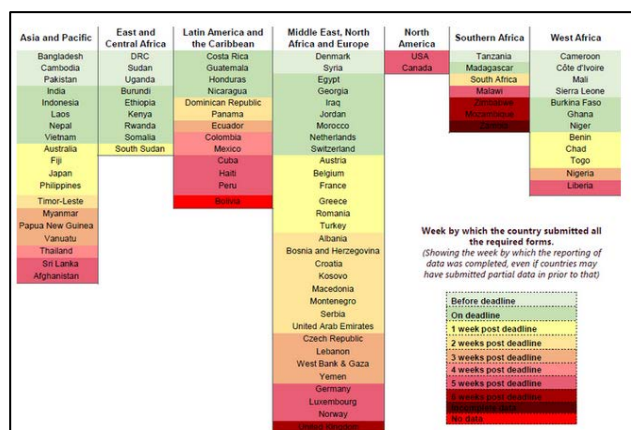 Asia and Pacific
Bangladesh
Cambodia
Pakistan
India
Indonesia
Laos
Nepal
Vietnam
Australia
Fiji
Japan
Philippines
Timor-Leste
Myanmar
Papua New Guinea
Vanuatu
Thailand
Sri Lanka
Afghanistan
East and
Central Africa
DRC
Sudan
Uganda
Burundi
Ethiopia
Kenya
Rwanda
Somalia
South Sudan
Latin America and
the Caribbean
Costa Rica
Guatemala
Honduras
Nicaragua
Dominican Republic
Panama
Ecuador
Colombia
Mexico
Cuba
Haiti
Peru
Bolivia
Middle East, North
Africa and Europe
Denmark
Syria
Egypt
Georgia
Iraq
Jordan
Morocco
Netherlands
Switzerland
Austria
Belgium
France
Greece
Romania
Turkey
Albania
Bosnia and Herzegovina
Croatia
Kosovo
Macedonia
Montenegro
Serbia
United Arab Emirates
Czech Republic
Lebanon
West Bank & Gaza
Yemen
Germany
Luxembourg
Norway
United Kingdom
North
America
USA
Canada
Southern Africa
Tanzania
Madagascar
South Africa
Malawi
Zimbabwe
Mozambique
Zambia
West Africa
Cameroon
Côte d'Ivoire
Mali
Sierra Leone
Burkina Faso
Ghana
Niger
Benin
Chad
Togo
Nigeria
Liberia
Week by which the country submitted all
the required forms.
(Showing the week by which the reporting of
data was completed, even if countries may
have submitted partial data in prior to that)
Before deadline
On deadline
1 week post deadline
2 weeks post deadline
3 weeks post deadline
4 weeks post deadline
5 weeks post deadline
6 weeks post deadline
Incomplete data
No data